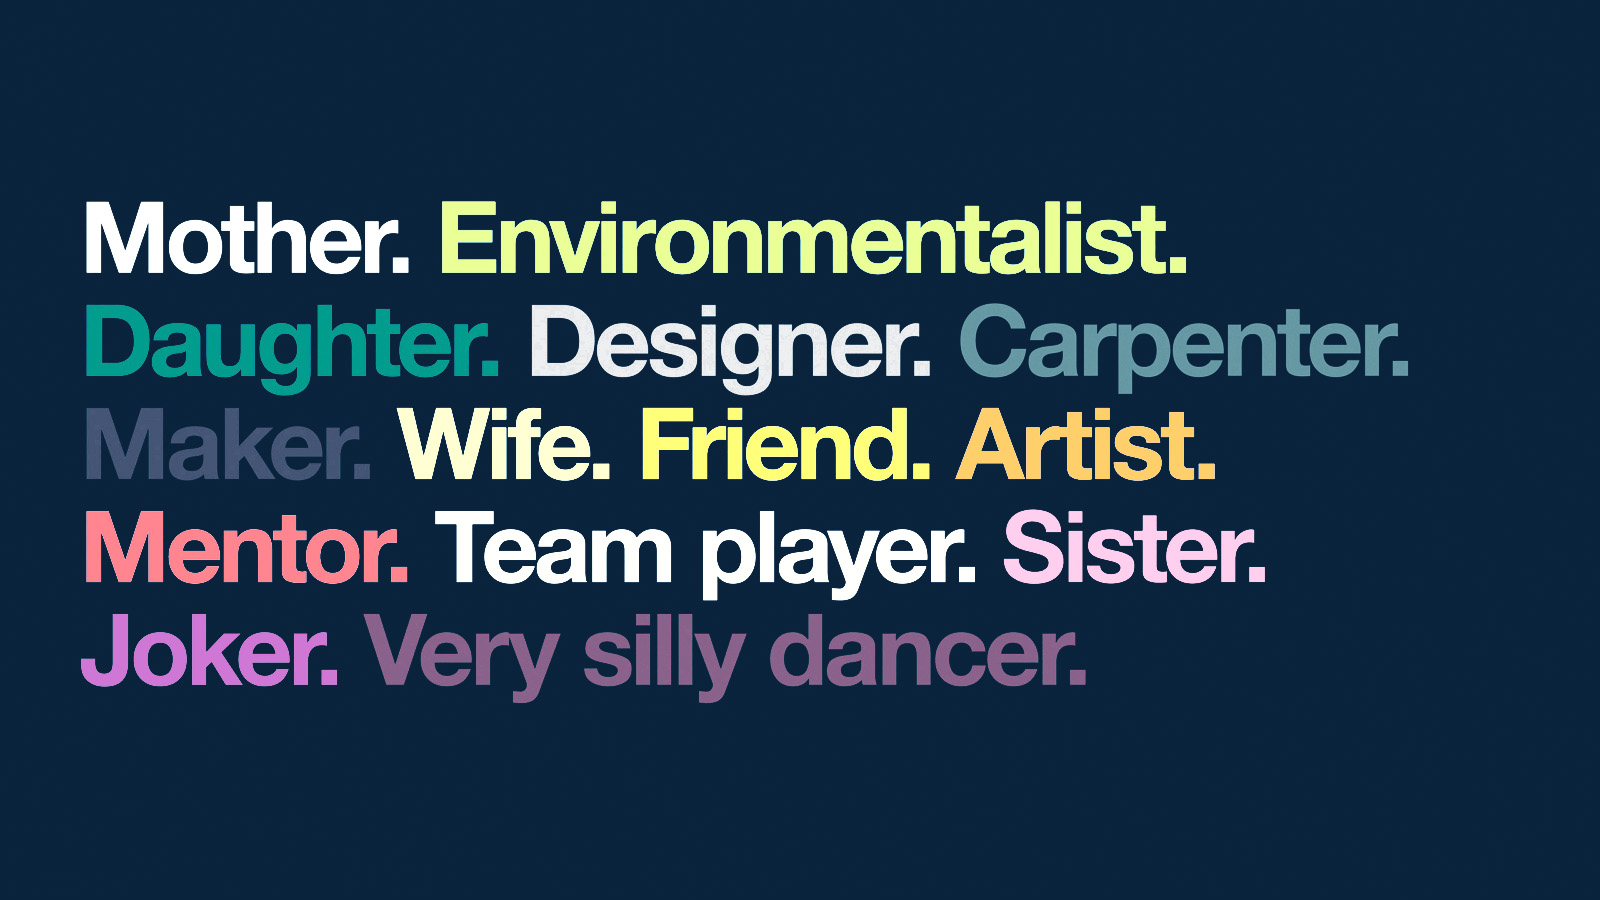 Mother. Environmentalist.
Daughter. Designer. Carpenter.
Maker. Wife. Friend. Artist.
Mentor. Team player. Sister.
Joker. Very silly dancer.